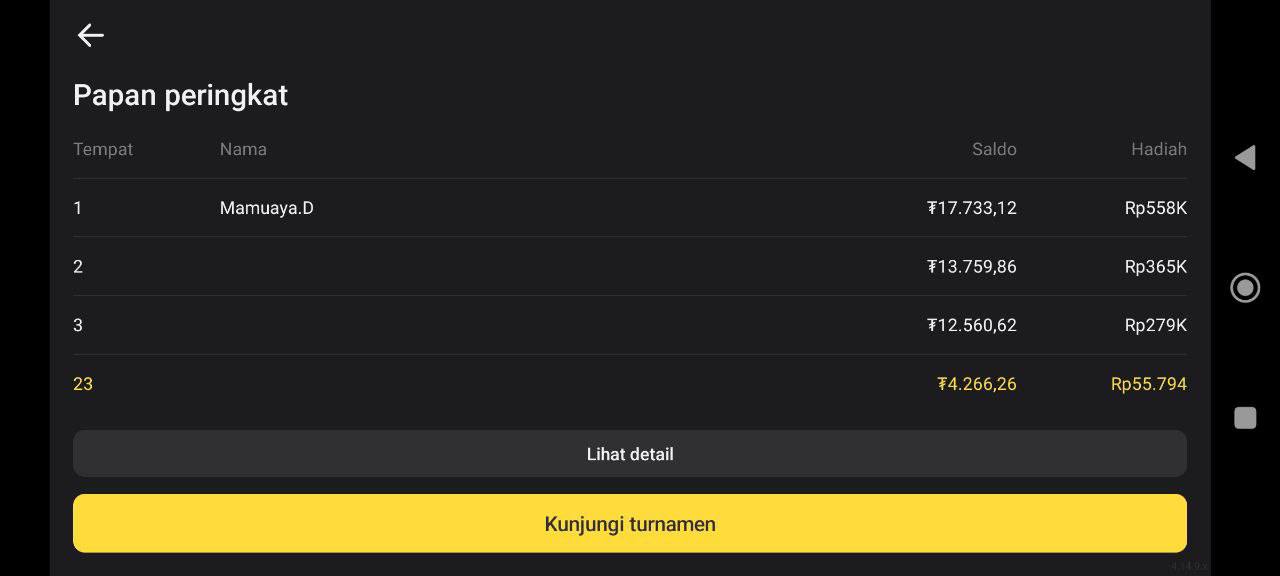 Papan peringkat
Tempat Nama Saldo Hadiah
1 Mamuaya.D ₮17.733,12 Rp558K
2 ₮13.759,86 Rp365K
3 ₮12.560,62 Rp279K
23 ₮4.266,26 Rp55.794
Lihat detail
Kunjungi turnamen